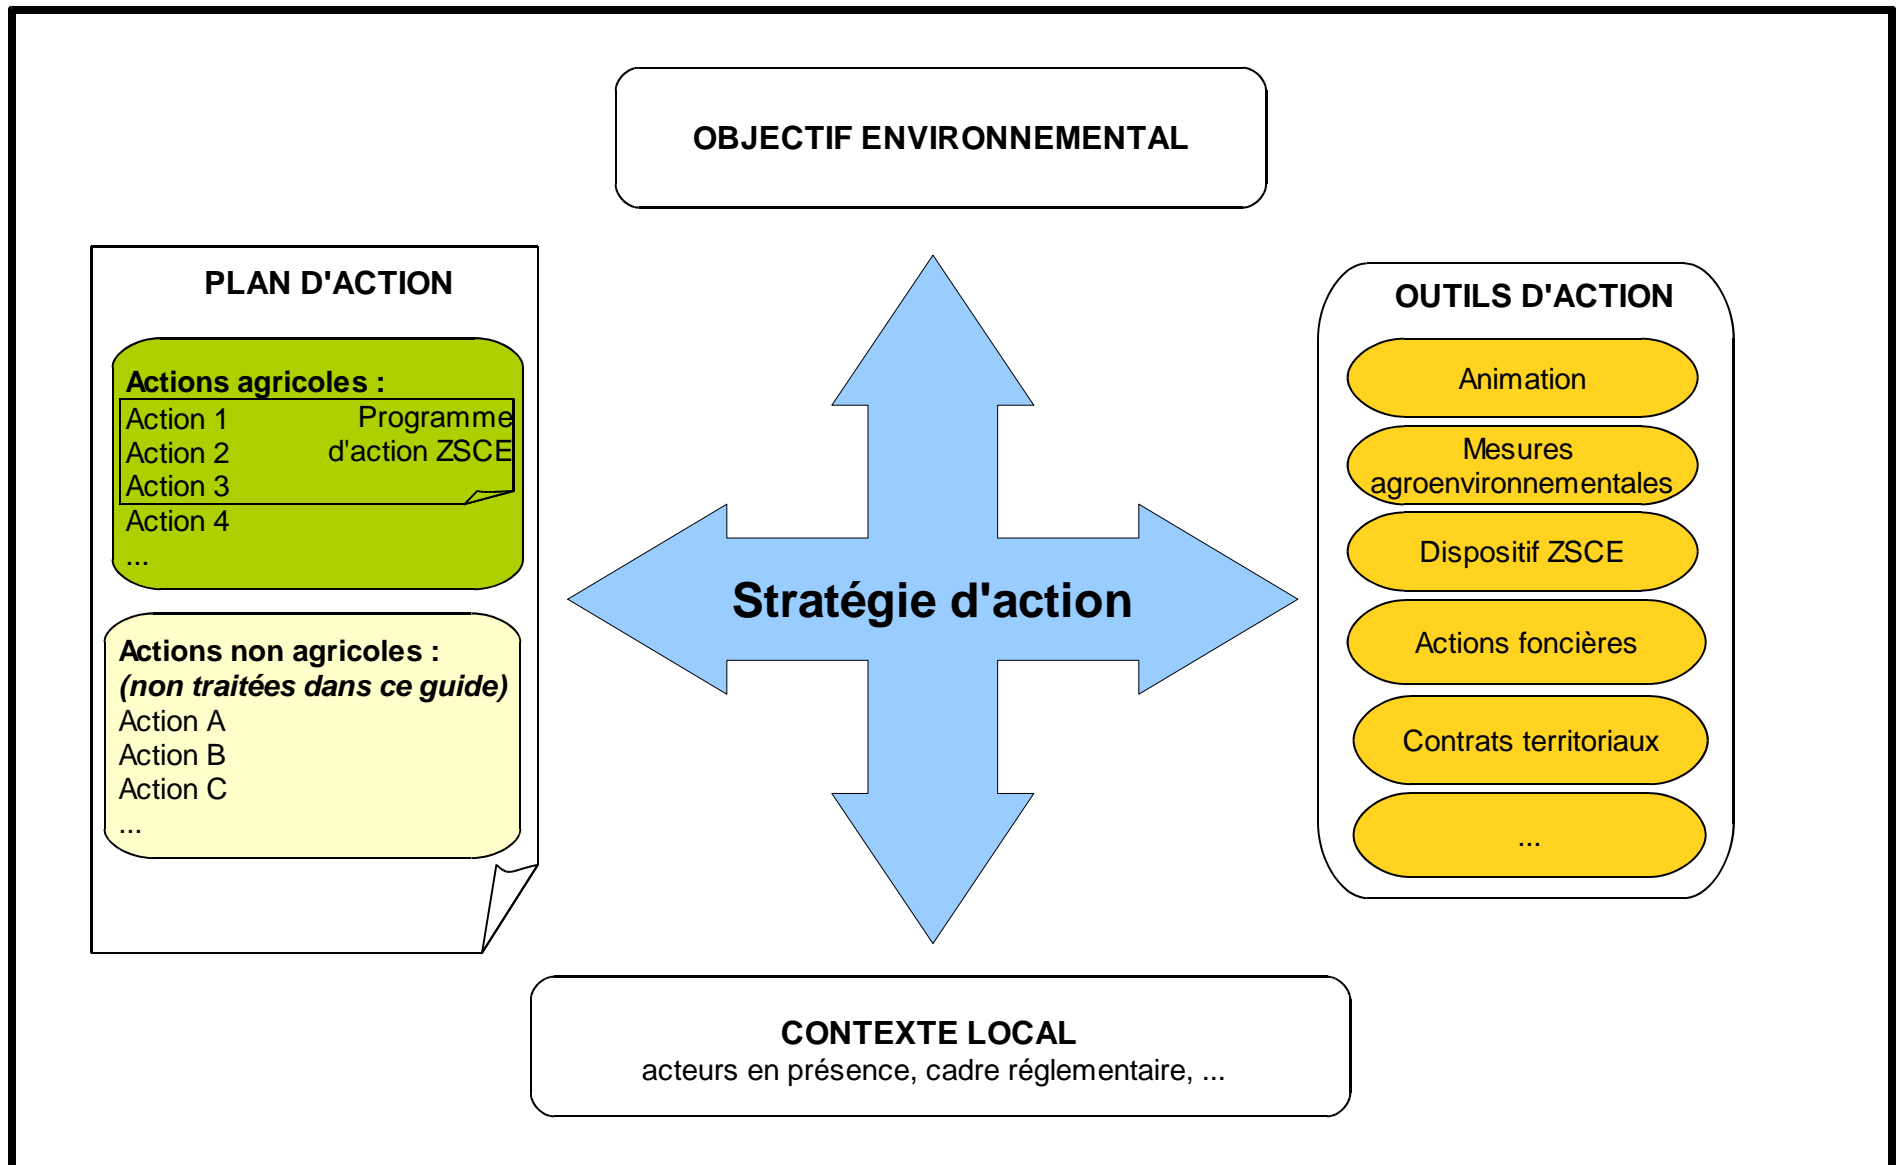 OBJECTIF ENVIRONNEMENTAL
PLAN D'ACTION
Actions agricoles :
Action 1
Action 2
Action 3
Programme
d'action ZSCE
Action 4
...
Actions non agricoles :
(non traitées dans ce guide)
Action A
Action B
Action C
...
Stratégie d'action
OUTILS D'ACTION
Animation
Mesures
agroenvironnementales
Dispositif ZSCE
Actions foncières
Contrats territoriaux
...
CONTEXTE LOCAL
acteurs en présence, cadre réglementaire, ...